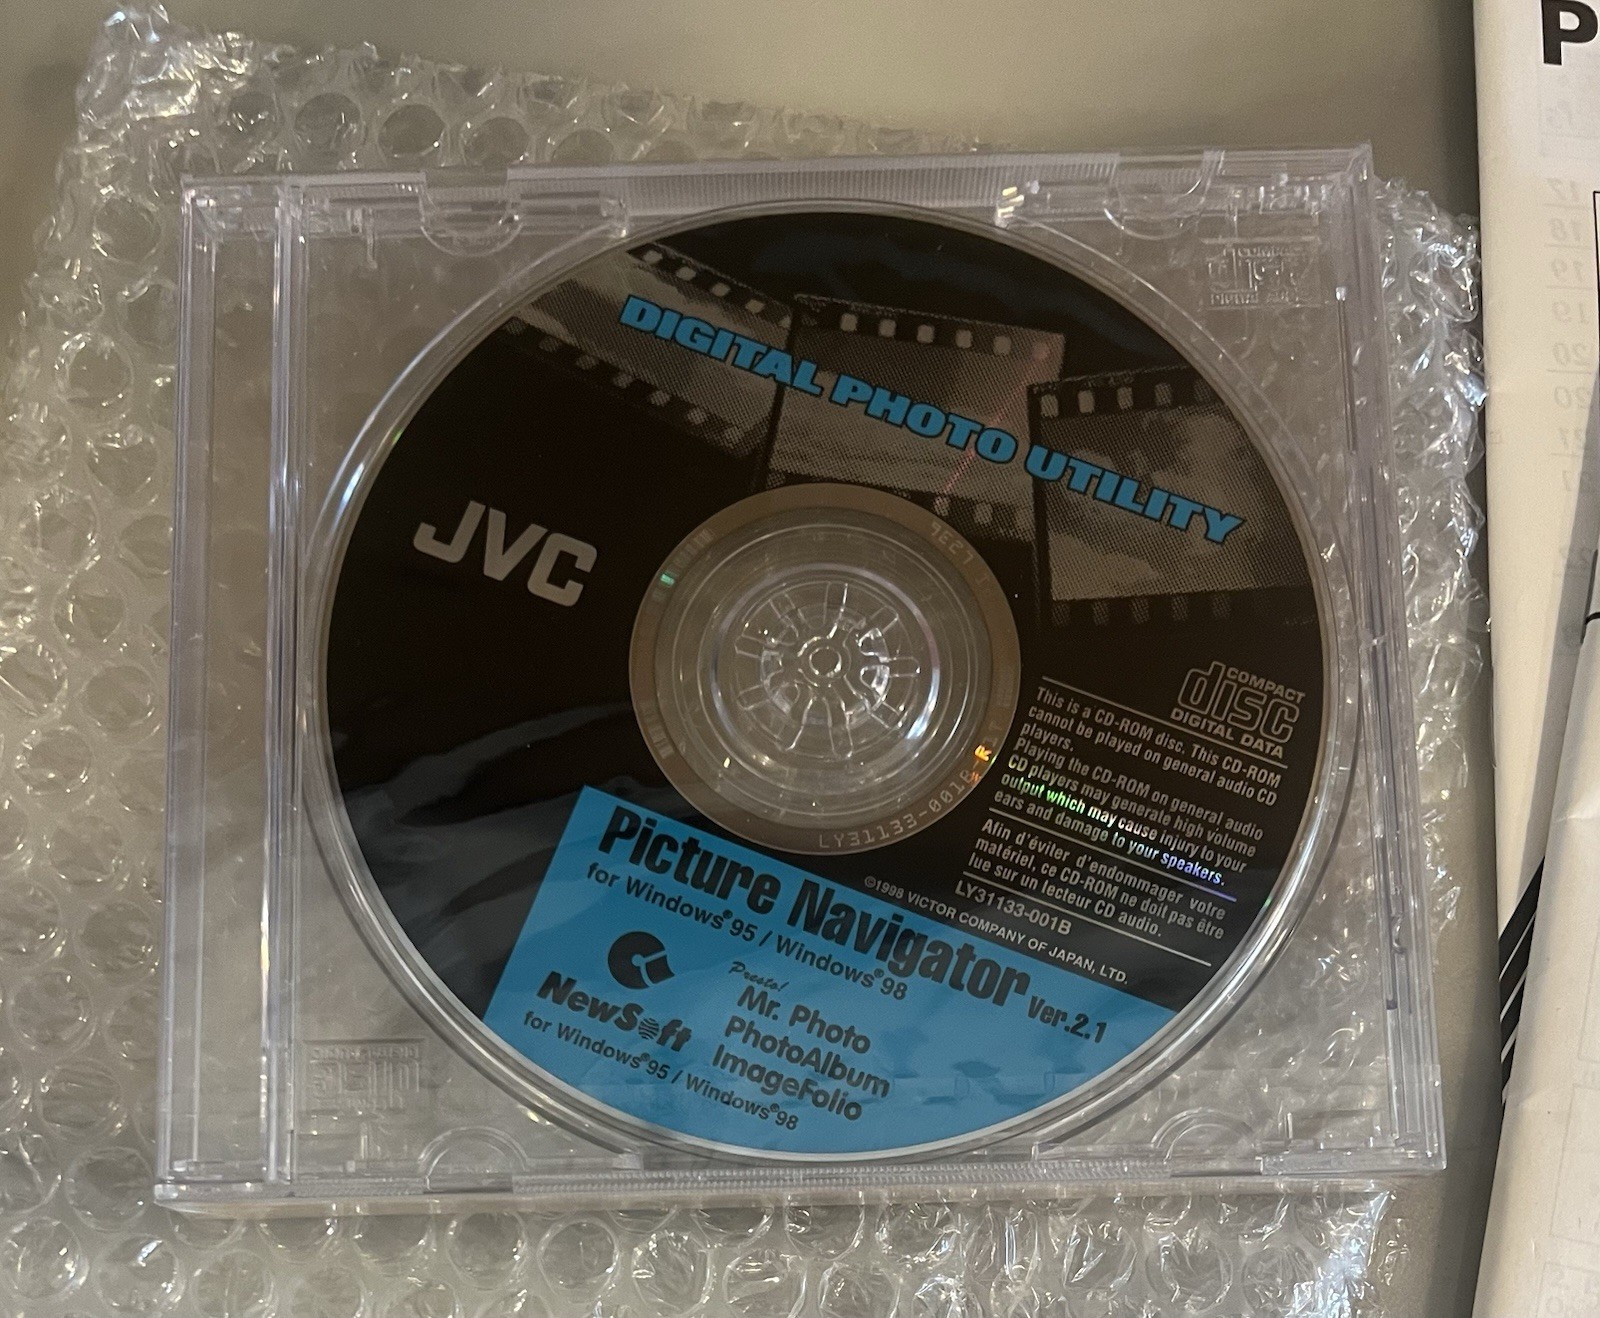 P
COMPACT
disc
DIGITAL AUDIO
DIGITAL PHOTO UTILITY
JVC
COMPACT
disc
DIGITAL DATA
This is a CD-ROM disc. This CD-ROM
cannot be played on general audio CD
players.
Playing the CD-ROM on general audio
CD players may generate high volume
output which may cause injury to your
ears and damage to your speakers.
Afin d'éviter d'endommager votre
matériel, ce CD-ROM ne doit pas être
lue sur un lecteur CD audio.
LY31133-001B
©1998 VICTOR COMPANY OF JAPAN, LTD.
LY31133-001B
Picture Navigator Ver.2.1
for Windows®95 / Windows®98
NewSoft
for Windows®95 / Windows®98
Presto!
Mr. Photo
PhotoAlbum
ImageFolio